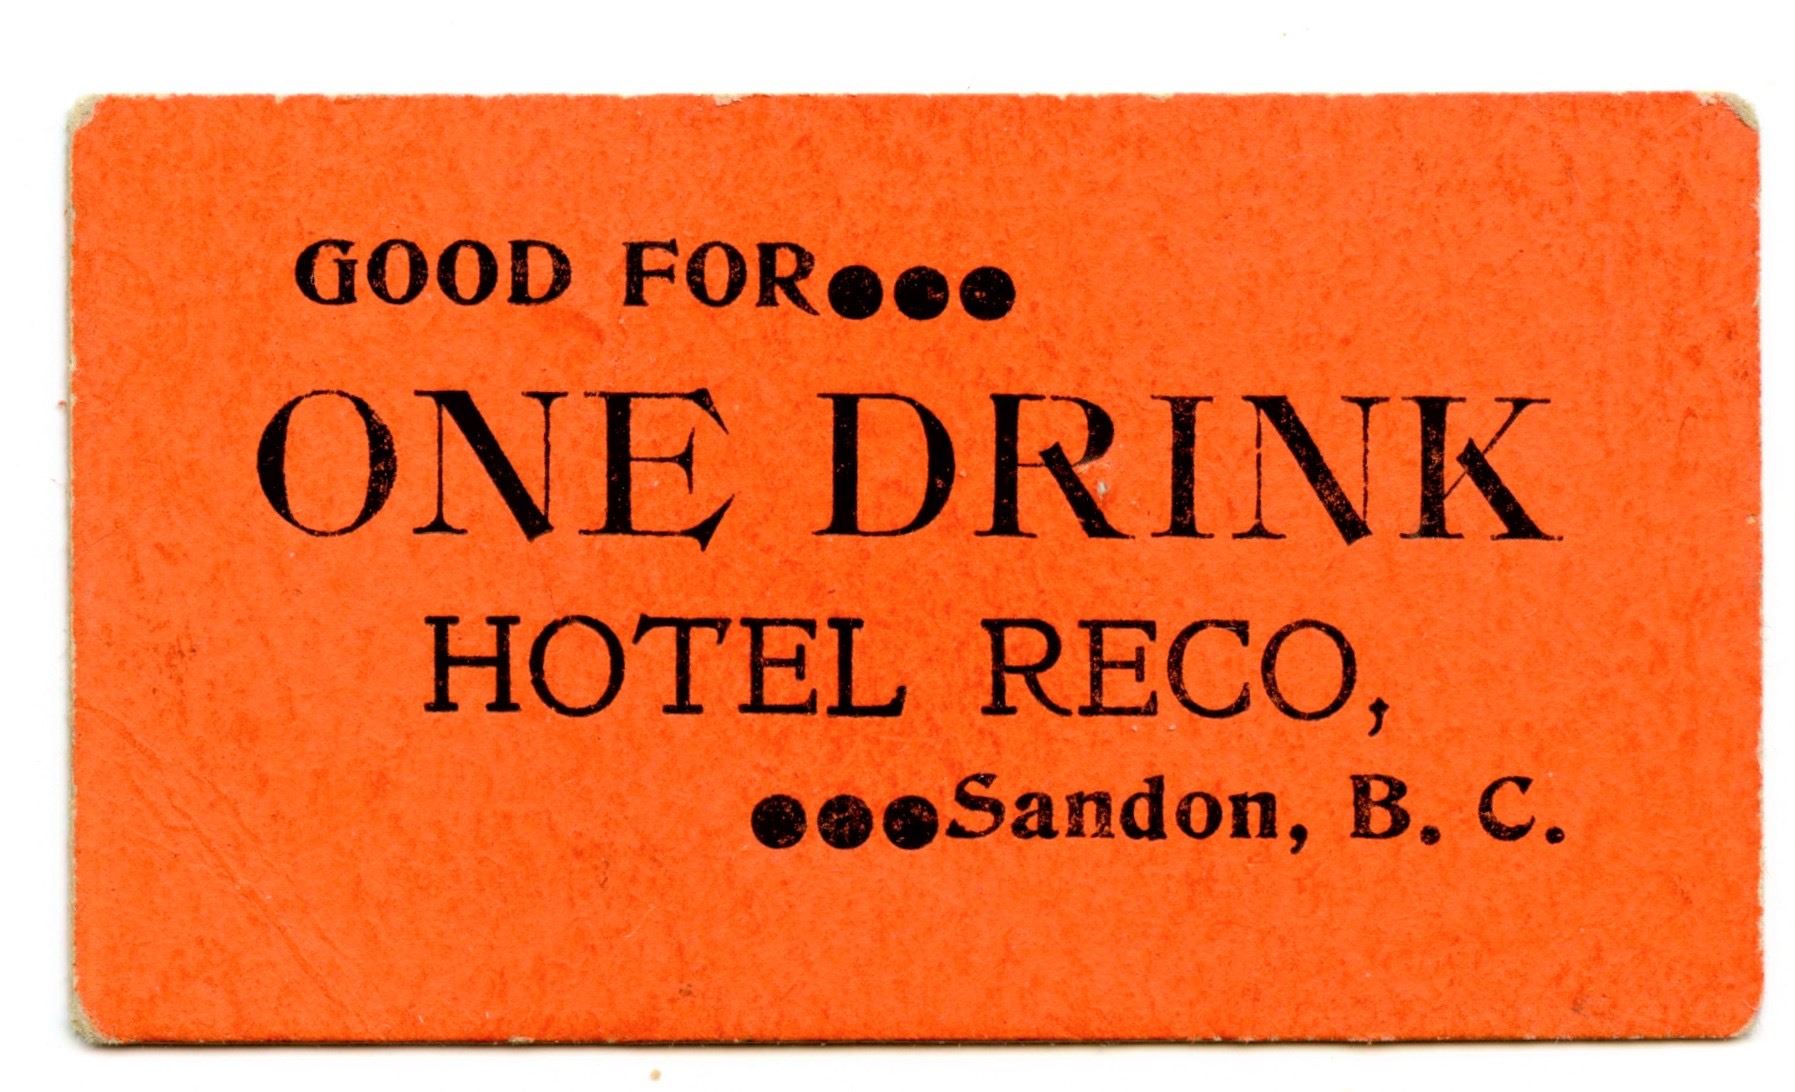 GOOD FOR●●●
ONE DRINK
HOTEL RECO,
●●●Sandon, B. C.